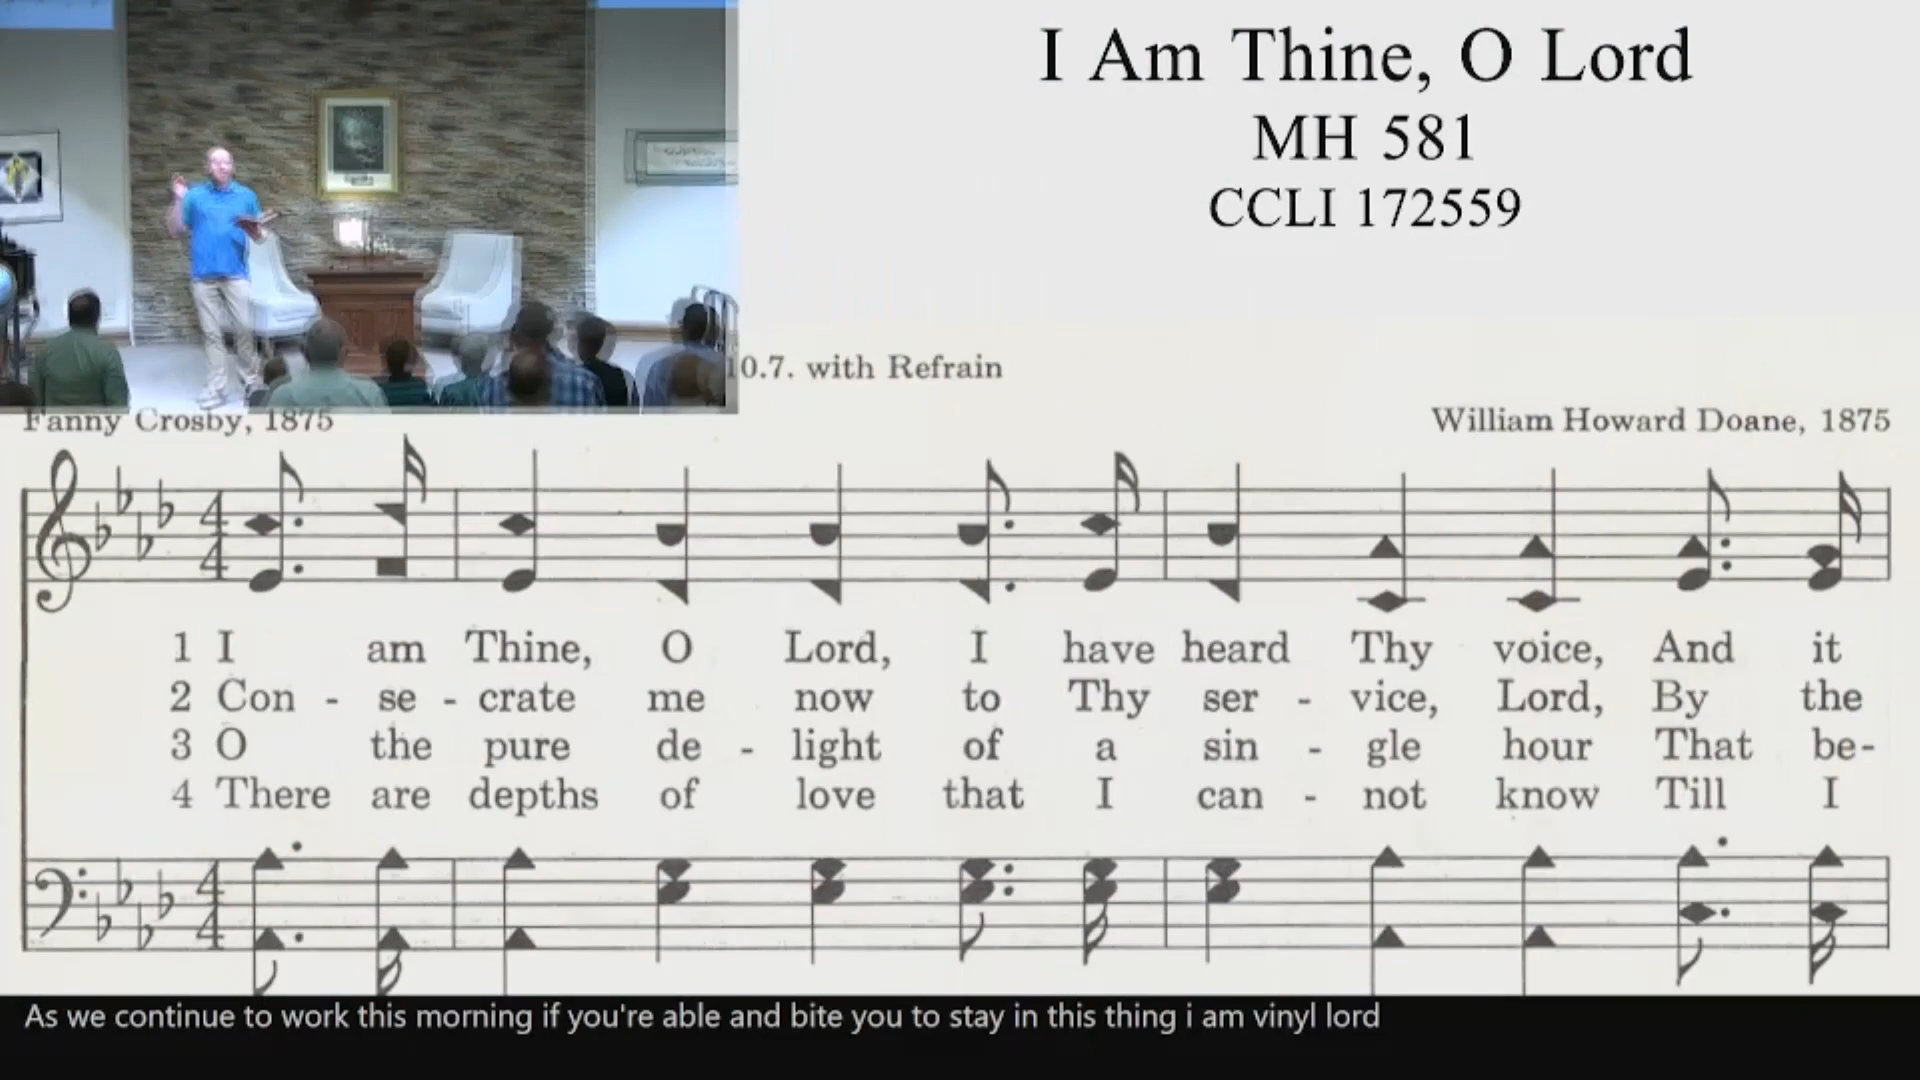 I Am Thine, O Lord
MH 581
CCLI 172559
10.7. with Refrain
Fanny Crosby, 1875
William Howard Doane, 1875
4
4
1 I am Thine, O Lord, I have heard Thy voice, And it
2 Con - se - crate me now to Thy ser - vice, Lord, By the
3 O the pure de - light of a sin - gle hour That be-
4 There are depths of love that I can - not know Till I
4
4
As we continue to work this morning if you're able and bite you to stay in this thing i am vinyl lord